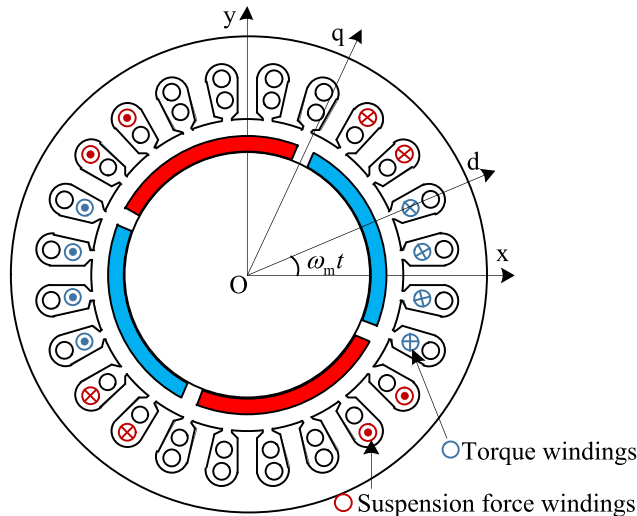 y
q
d
x
O
ωₘt
Torque windings
Suspension force windings